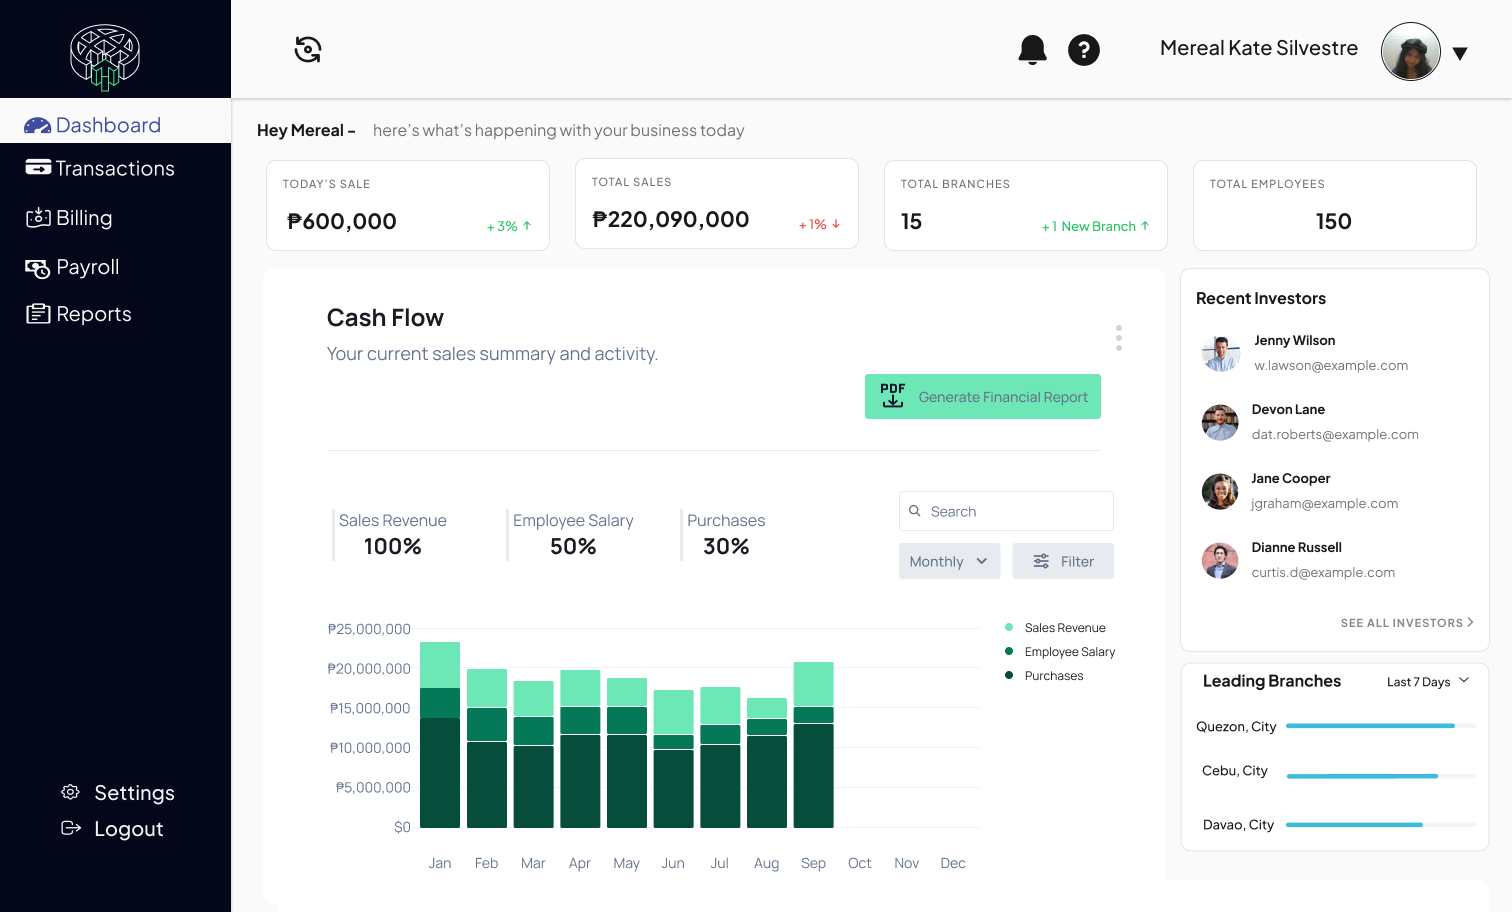 Mereal Kate Silvestre
Dashboard
Transactions
Billing
Payroll
Reports
Settings
Logout
Hey Mereal - here's what's happening with your business today
TODAY'S SALE
₱600,000
+ 3% ↑
TOTAL SALES
₱220,090,000
+ 1% ↓
TOTAL BRANCHES
15
+ 1 New Branch ↑
TOTAL EMPLOYEES
150
Cash Flow
Your current sales summary and activity.
PDF
Generate Financial Report
Sales Revenue
100%
Employee Salary
50%
Purchases
30%
Search
Monthly
Filter
₱25,000,000
₱20,000,000
₱15,000,000
₱10,000,000
₱5,000,000
$0
Jan Feb Mar Apr May Jun Jul Aug Sep Oct Nov Dec
Sales Revenue
Employee Salary
Purchases
Recent Investors
Jenny Wilson
w.lawson@example.com
Devon Lane
dat.roberts@example.com
Jane Cooper
jgraham@example.com
Dianne Russell
curtis.d@example.com
SEE ALL INVESTORS
Leading Branches
Last 7 Days
Quezon, City
Cebu, City
Davao, City